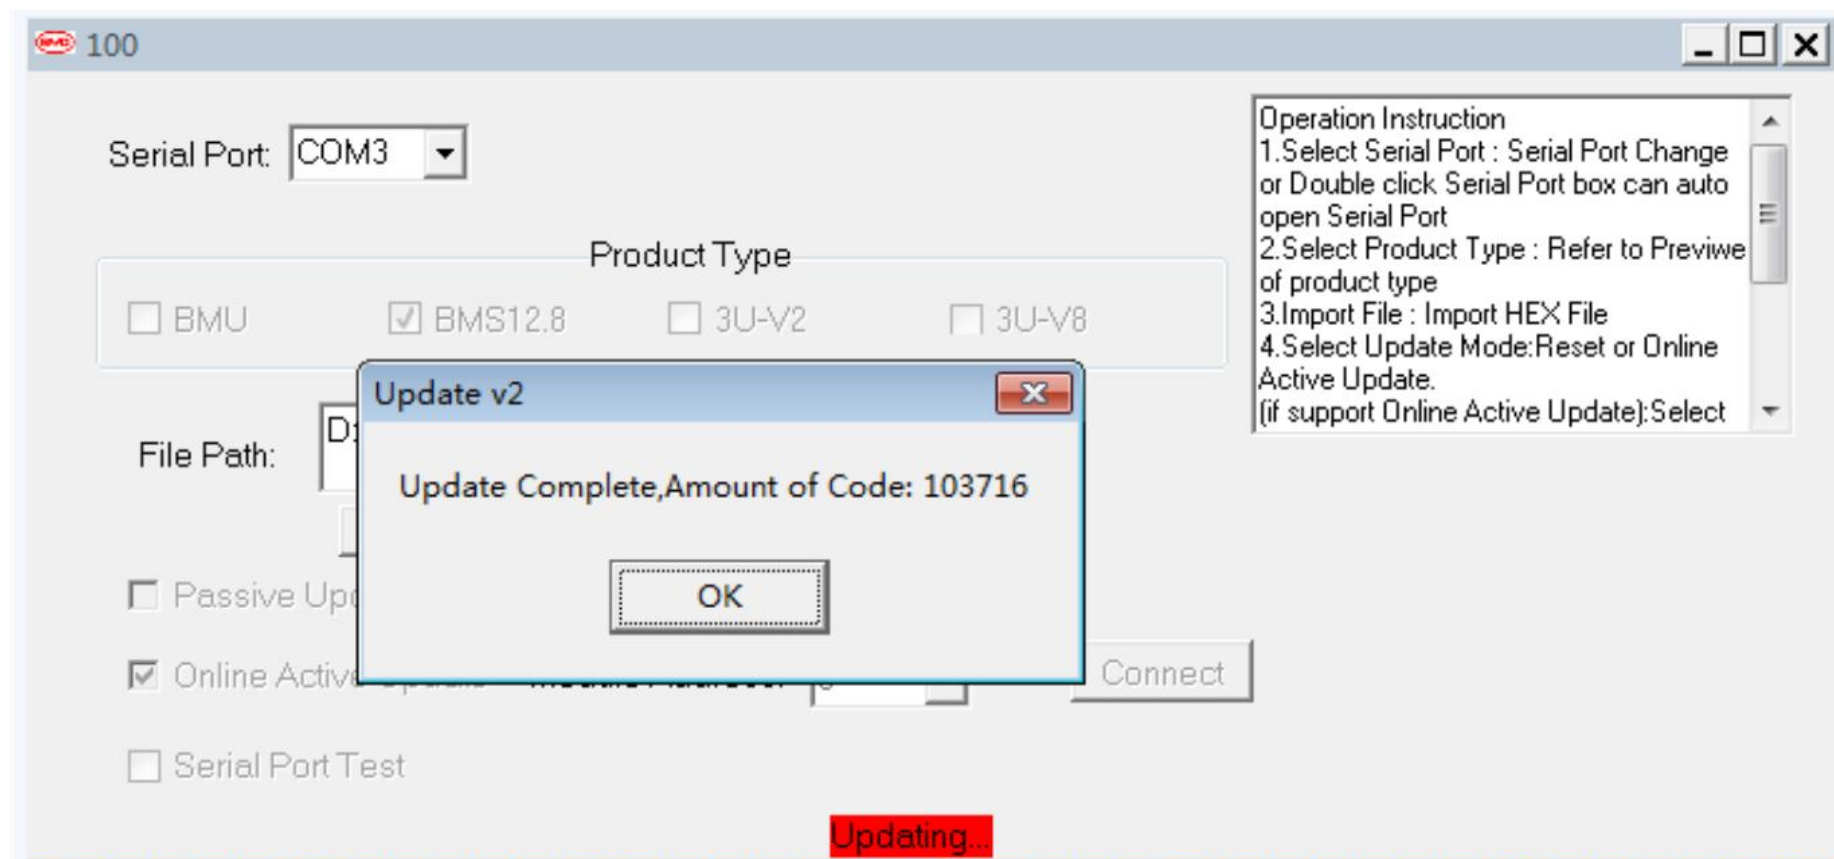 100
Serial Port: COM3
Operation Instruction
1.Select Serial Port : Serial Port Change
or Double click Serial Port box can auto
open Serial Port
2.Select Product Type : Refer to Previwe
of product type
3.Import File : Import HEX File
4.Select Update Mode:Reset or Online
Active Update.
(if support Online Active Update):Select
Product Type
BMU BMS12.8 3U-V2 3U-V8
Update v2
File Path:
Update Complete,Amount of Code: 103716
OK
Passive
Online Connect
Serial Port Test
Updating...